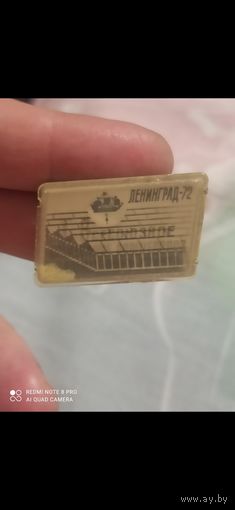 ЛЕНИНГРАД-72
REDMI NOTE 8 PRO
AI QUAD CAMERA
www.ay.by